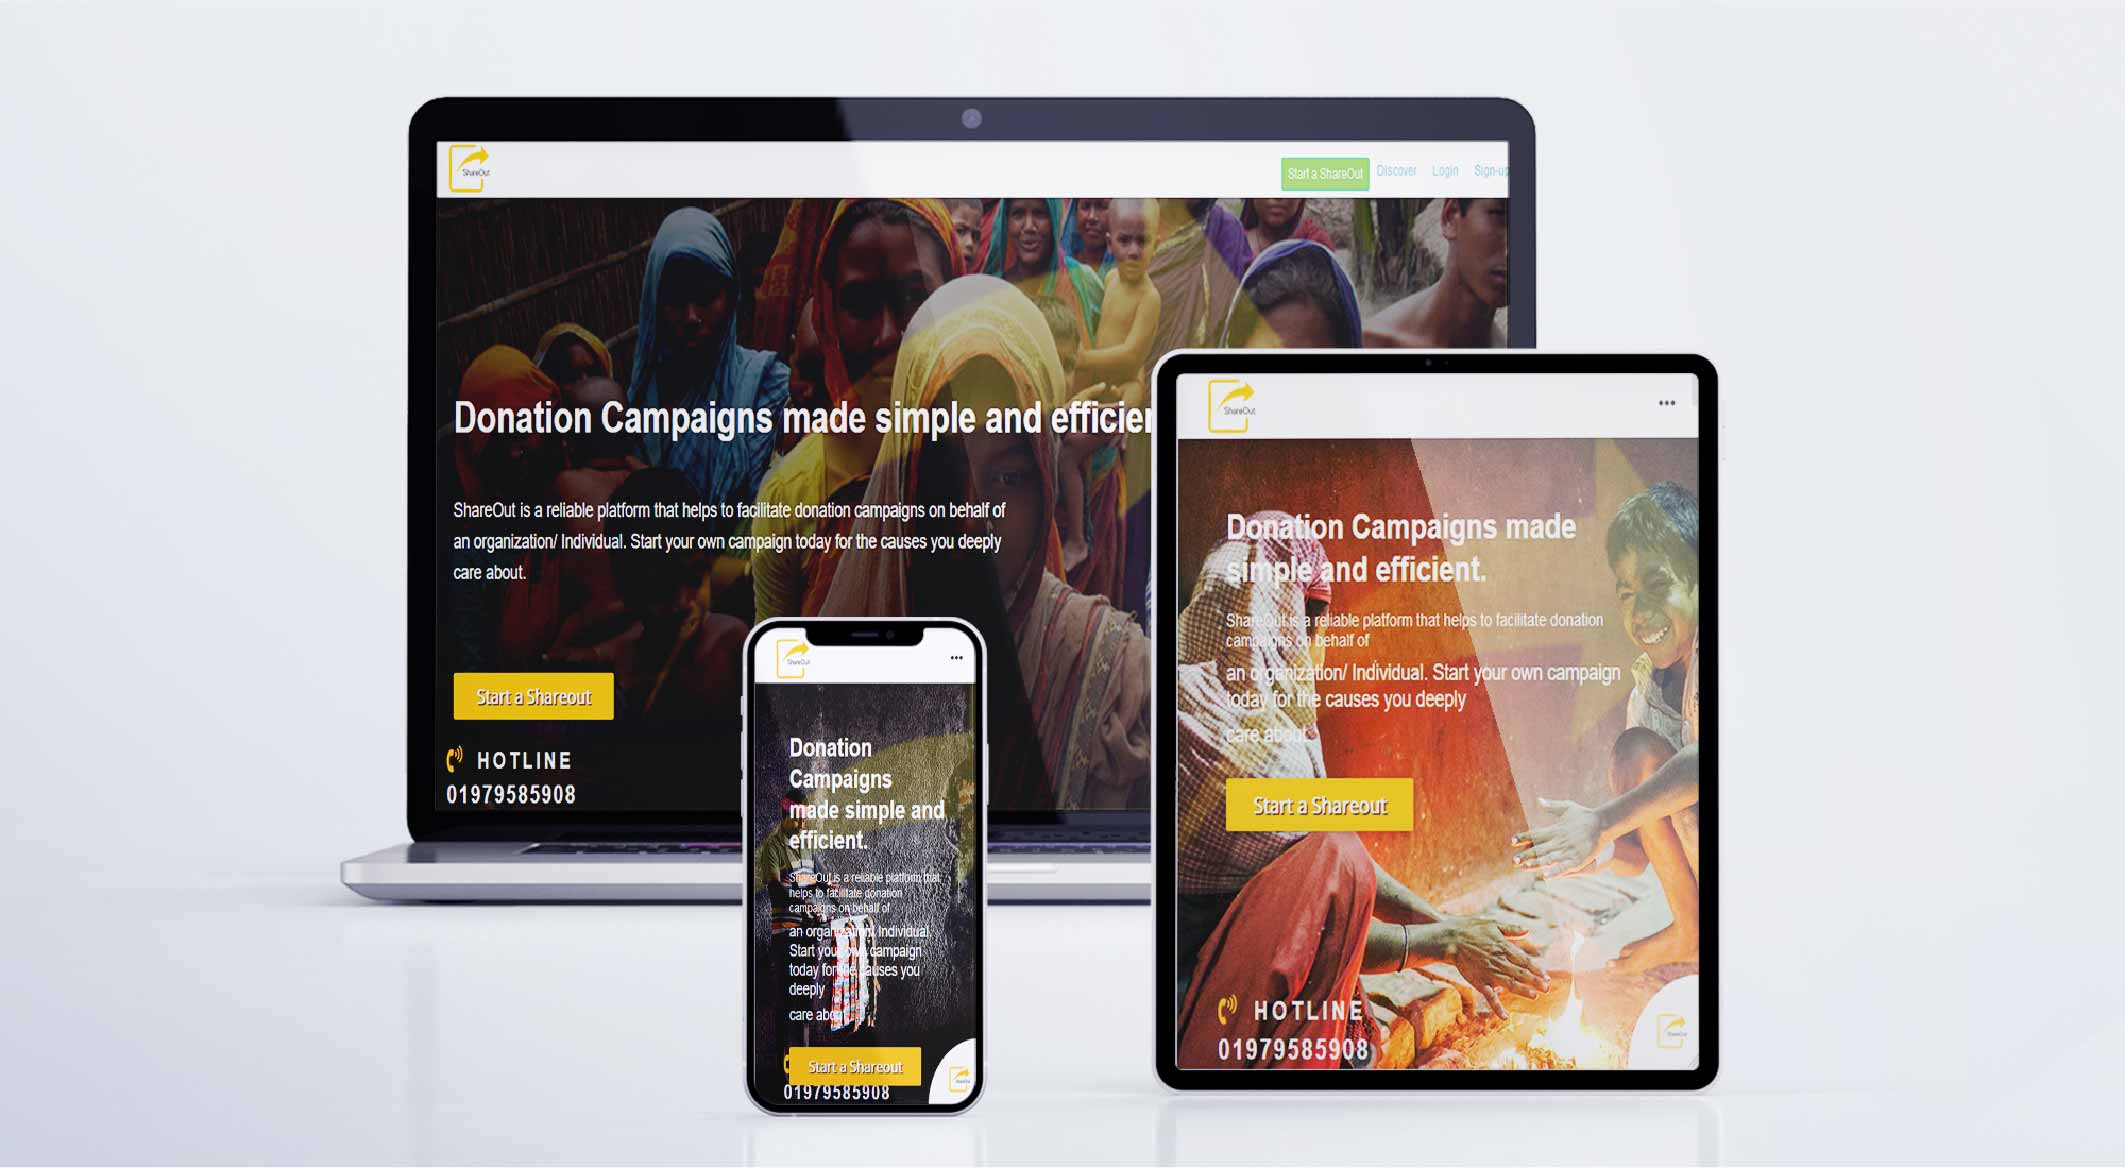 ShareOut
Start a ShareOut Discover Login Sign-up
Donation Campaigns made simple and efficien
ShareOut is a reliable platform that helps to facilitate donation campaigns on behalf of
an organization/ Individual. Start your own campaign today for the causes you deeply
care about.
Start a Shareout
HOTLINE
01979585908
ShareOut
Donation
Campaigns
made simple and
efficient.
ShareOut is a reliable platform that
helps to facilitate donation
campaigns on behalf of
an organization/ Individual.
Start your own campaign
today for the causes you
deeply
care about
Start a Shareout
01979585908
ShareOut
ShareOut
Donation Campaigns made
simple and efficient.
ShareOut is a reliable platform that helps to facilitate donation
campaigns on behalf of
an organization/ Individual. Start your own campaign
today for the causes you deeply
care about.
Start a Shareout
HOTLINE
01979585908
ShareOut